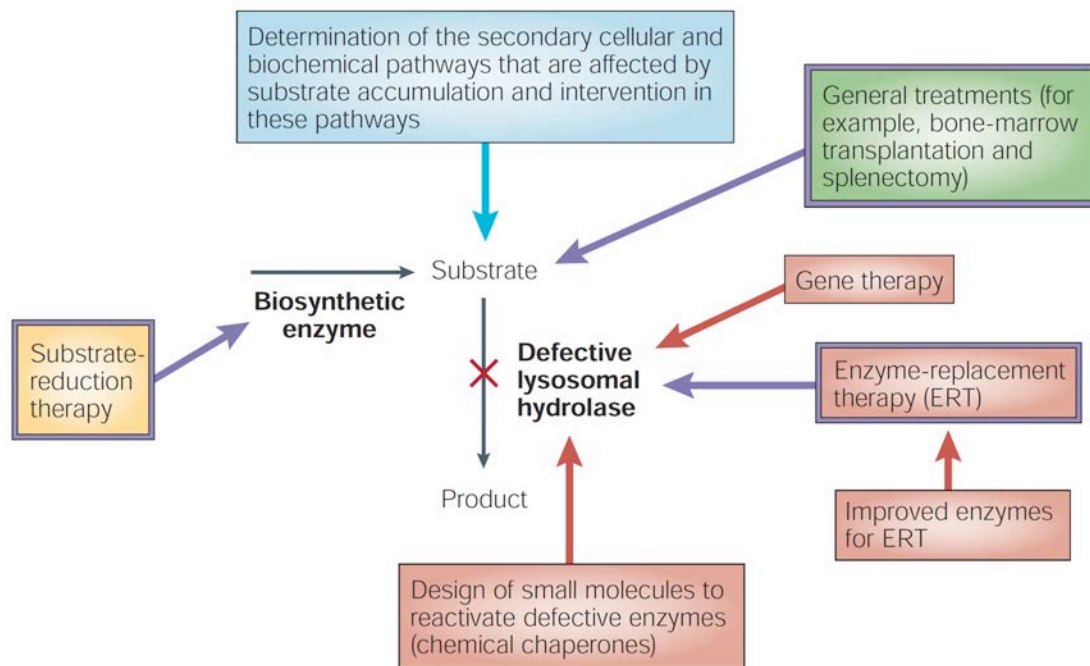 Determination of the secondary cellular and
biochemical pathways that are affected by
substrate accumulation and intervention in
these pathways
General treatments (for
example, bone-marrow
transplantation and
splenectomy)
Substrate
Biosynthetic
enzyme
Gene therapy
Substrate-
reduction
therapy
Defective
lysosomal
hydrolase
Enzyme-replacement
therapy (ERT)
Product
Improved enzymes
for ERT
Design of small molecules to
reactivate defective enzymes
(chemical chaperones)